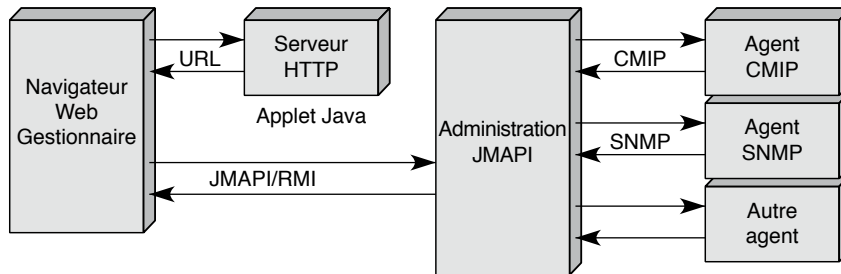 Navigateur
Web
Gestionnaire
URL
Serveur
HTTP
Applet Java
JMAPI/RMI
Administration
JMAPI
CMIP
Agent
CMIP
SNMP
Agent
SNMP
Autre
agent